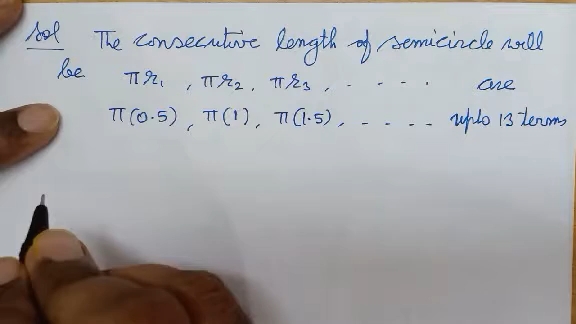 Sol The consecutive length of semicircle will
be πr₁, πr₂, πr₃, - - - - are
π(0.5), π(1), π(1.5), - - - - upto 13 terms